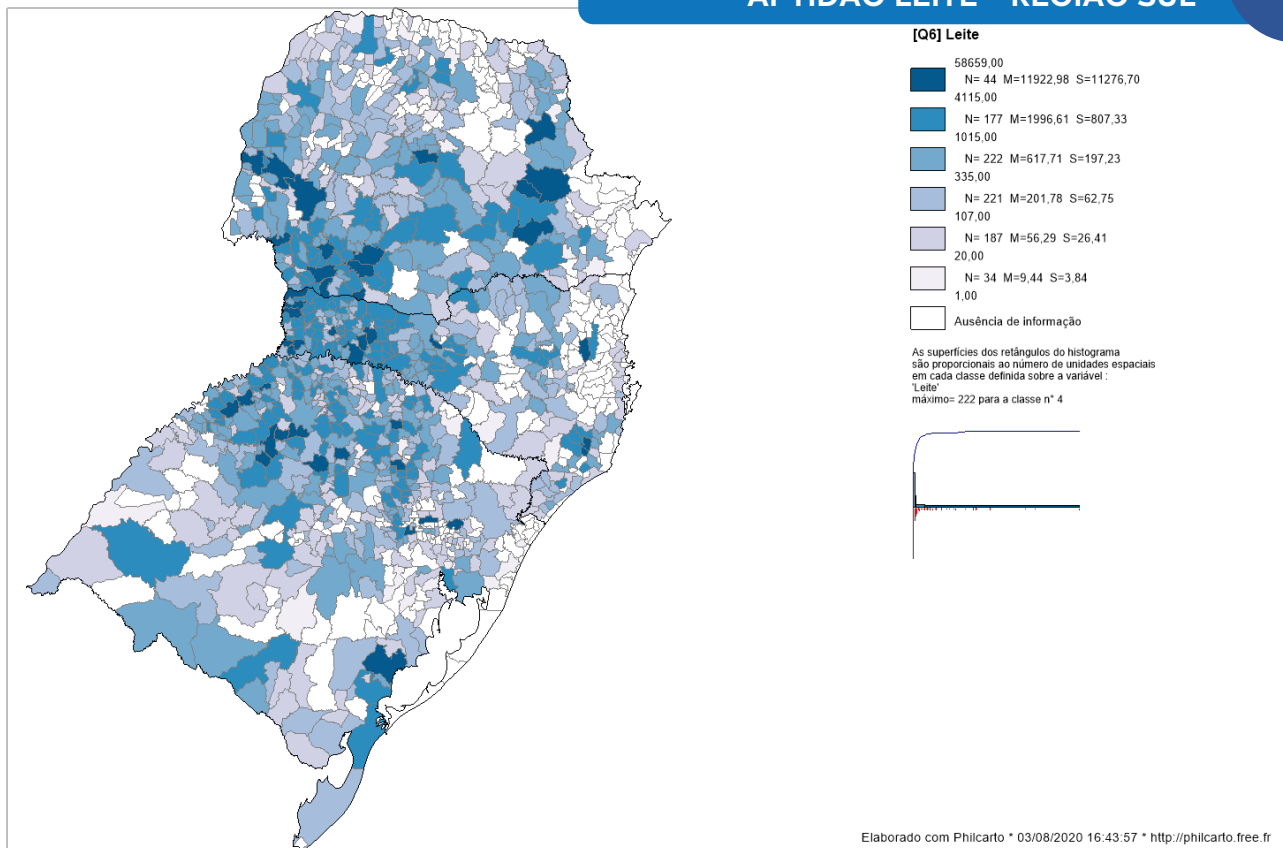 APTIDÃO LEITE - REGIÃO SUL
[Q6] Leite
58659,00
N= 44 M=11922,98 S=11276,70
4115,00
N= 177 M=1996,61 S=807,33
1015,00
N= 222 M=617,71 S=197,23
335,00
N= 221 M=201,78 S=62,75
107,00
N= 187 M=56,29 S=26,41
20,00
N= 34 M=9,44 S=3,84
1,00
Ausência de informação
As superfícies dos retângulos do histograma
são proporcionais ao número de unidades espaciais
em cada classe definida sobre a variável :
'Leite'
máximo= 222 para a classe n° 4
Elaborado com Philcarto * 03/08/2020 16:43:57 * http://philcarto.free.fr